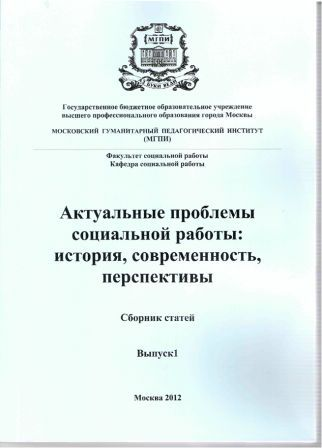 МГПИ
Государственное бюджетное образовательное учреждение
высшего профессионального образования города Москвы
МОСКОВСКИЙ ГУМАНИТАРНЫЙ ПЕДАГОГИЧЕСКИЙ ИНСТИТУТ
(МГПИ)
Факультет социальной работы
Кафедра социальной работы
Актуальные проблемы
социальной работы:
история, современность,
перспективы
Сборник статей
Выпуск1
Москва 2012